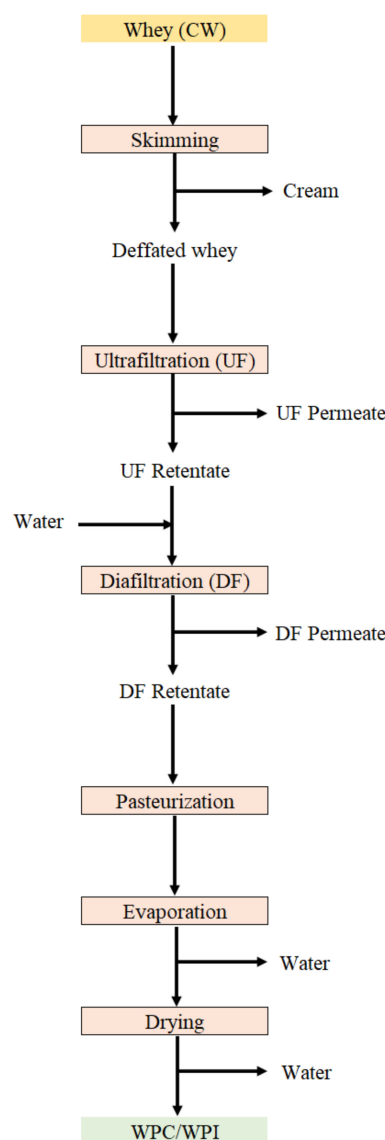 Whey (CW)
Skimming
Cream
Deffated whey
Ultrafiltration (UF)
UF Permeate
UF Retentate
Water
Diafiltration (DF)
DF Permeate
DF Retentate
Pasteurization
Evaporation
Water
Drying
Water
WPC/WPI